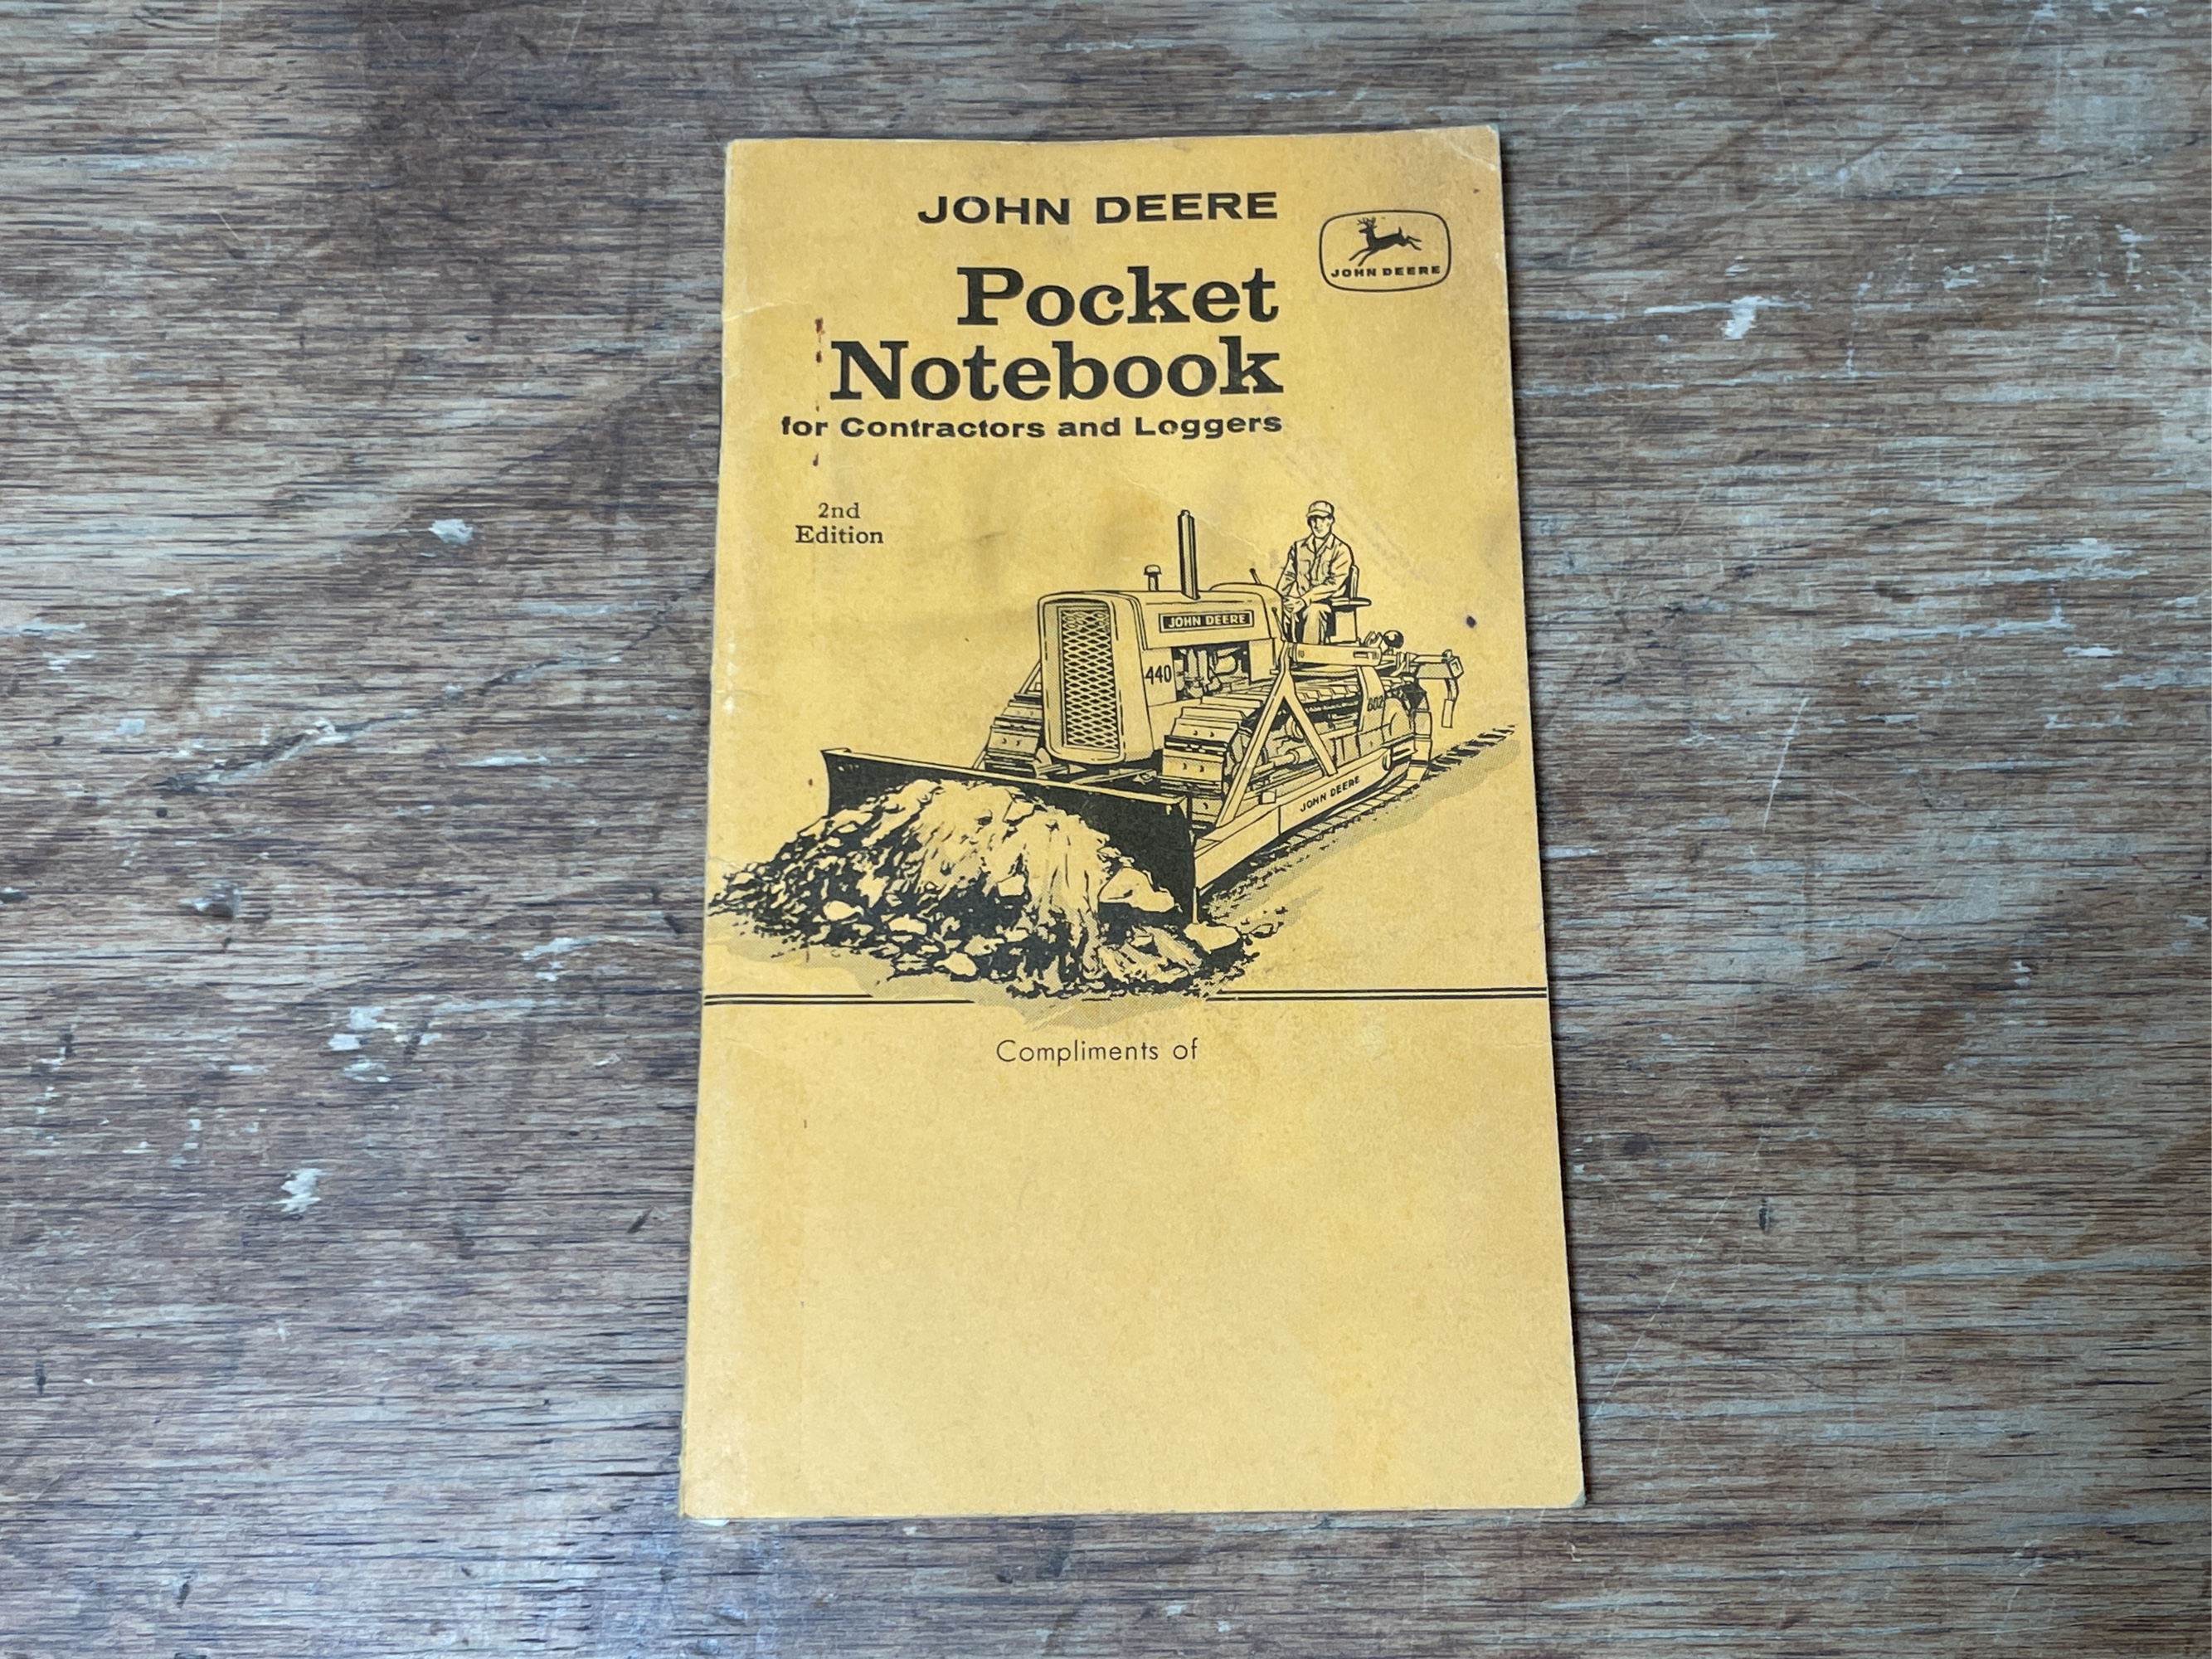 JOHN DEERE
JOHN DEERE
Pocket
Notebook
for Contractors and Loggers
2nd
Edition
JOHN DEERE
440
602
JOHN DEERE
Compliments of